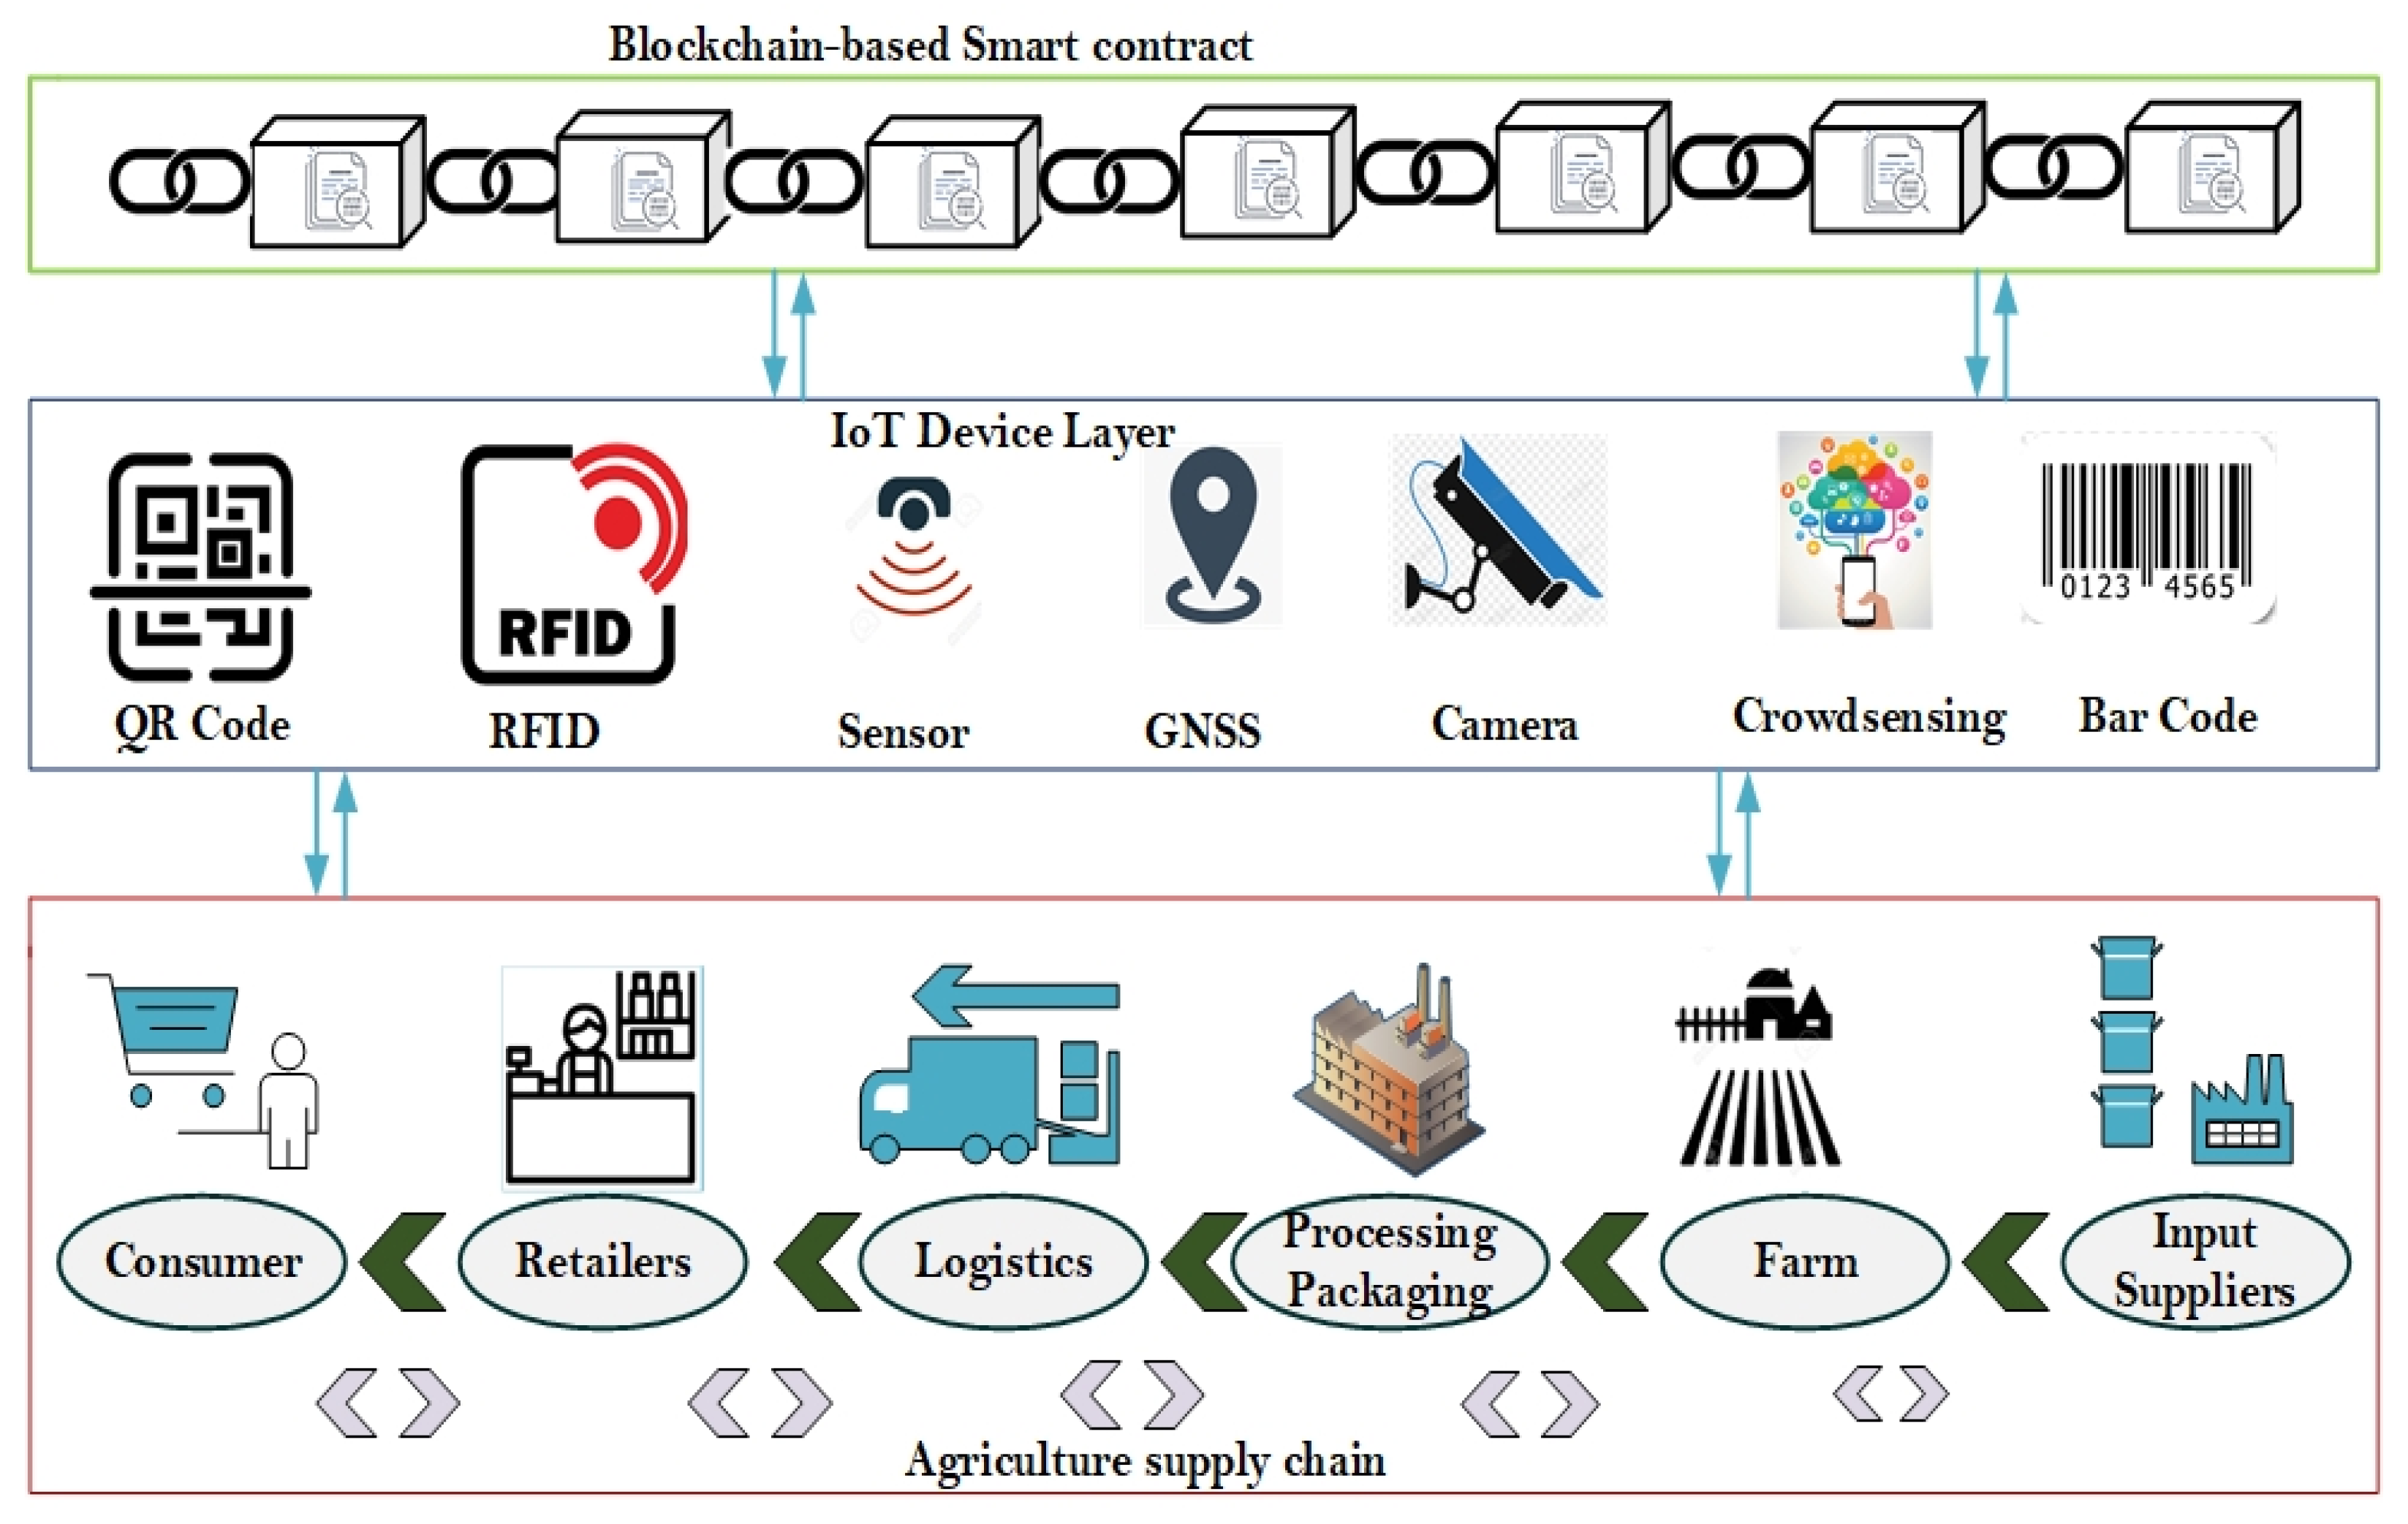 Blockchain-based Smart contract
IoT Device Layer
RFID
0123 4565
QR Code
RFID
Sensor
GNSS
Camera
Crowdsensing
Bar Code
Consumer
Retailers
Logistics
Processing
Packaging
Farm
Input
Suppliers
Agriculture supply chain